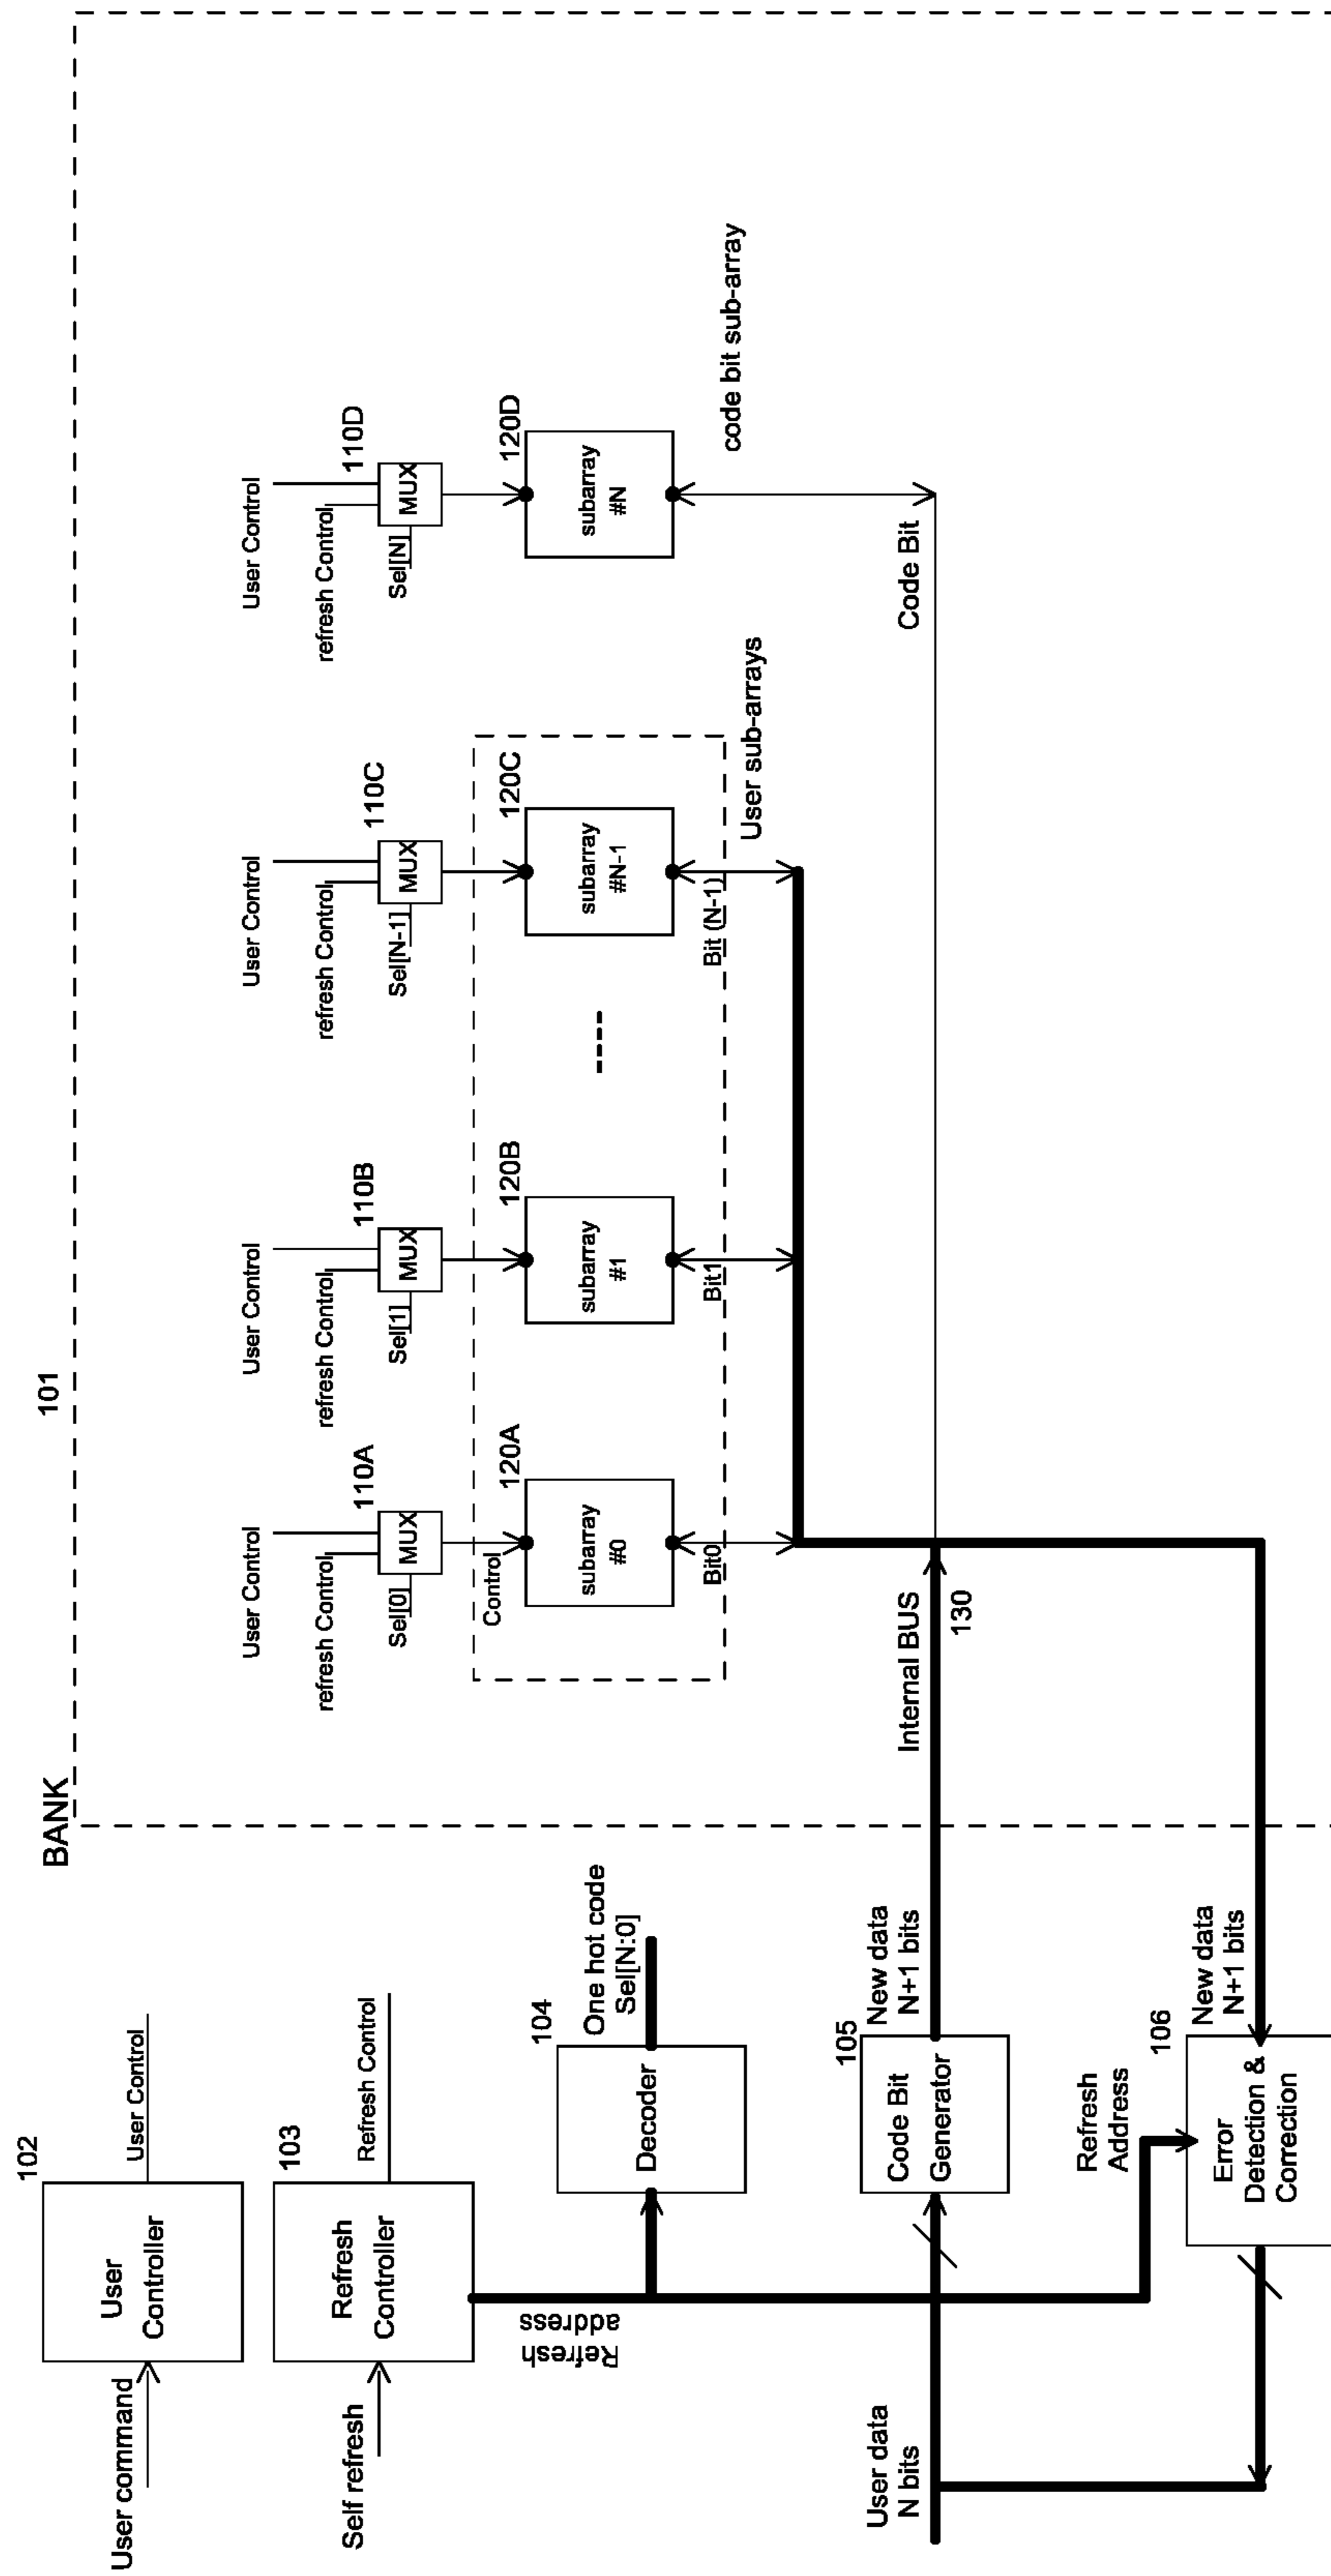 BANK
101
102
User command
User
Controller
User Control
103
Self refresh
Refresh
Controller
Refresh Control
Refresh
address
104
Decoder
One hot code
Sel[N:0]
105
User data
N bits
Code Bit
Generator
New data
N+1 bits
Internal BUS
130
Refresh
Address
106
Error
Detection &
Correction
New data
N+1 bits
User Control
refresh Control
Sel[0]
MUX
110A
Control
120A
subarray
#0
Bit0
User Control
refresh Control
Sel[1]
MUX
110B
120B
subarray
#1
Bit1
----
User Control
refresh Control
Sel[N-1]
MUX
110C
120C
subarray
#N-1
Bit (N-1)
User sub-arrays
User Control
refresh Control
Sel[N]
MUX
110D
120D
subarray
#N
code bit sub-array
Code Bit